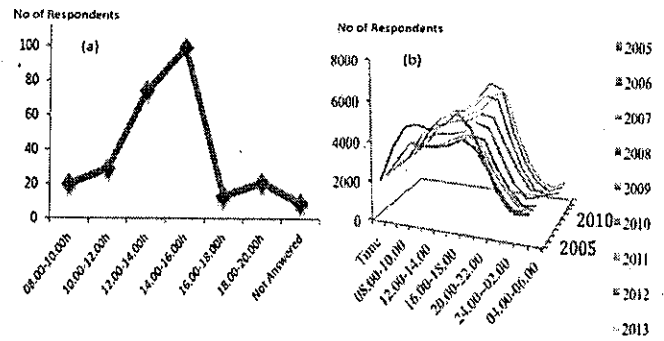 No of Respondents
(a)
100
80
60
40
20
0
08.00-10.00h
10.00-12.00h
12.00-14.00h
14.00-16.00h
16.00-18.00h
18.00-20.00h
Not Answered
No of Respondents
(b)
8000
6000
4000
2000
0
Time
08.00-10.00
12.00-14.00
16.00-18.00
20.00-22.00
24.00-02.00
04.00-06.00
2010
2005
2005
2006
2007
2008
2009
2010
2011
2012
2013